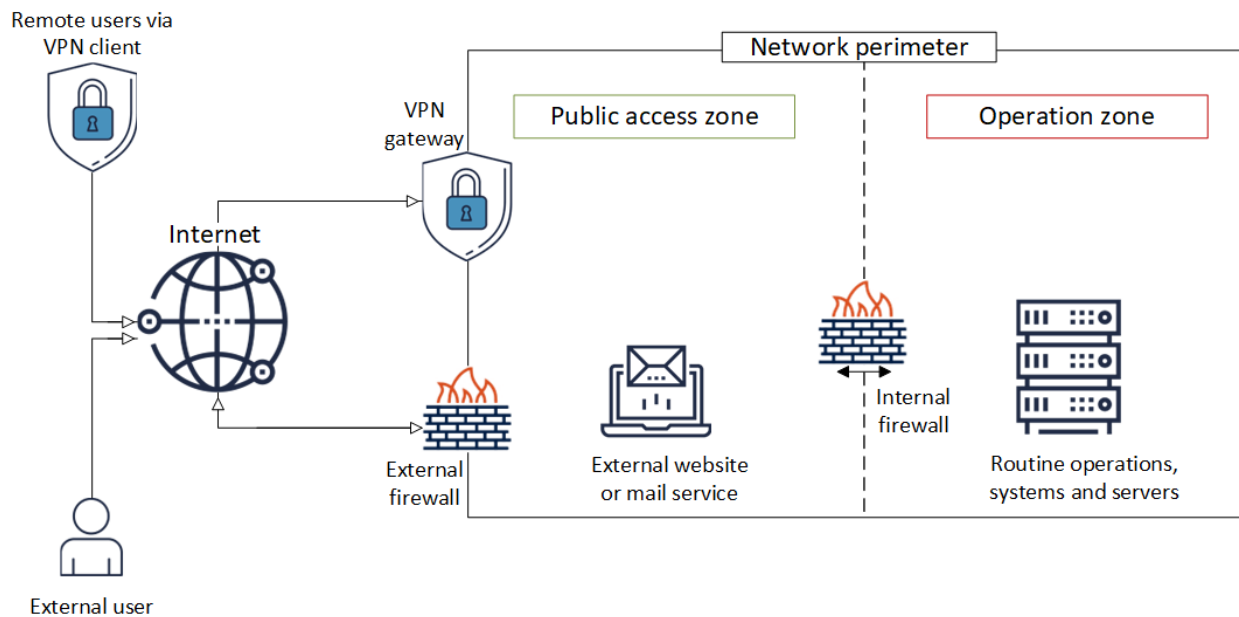 Remote users via
VPN client
Network perimeter
VPN
gateway
Public access zone
Operation zone
Internet
External
firewall
External website
or mail service
Internal
firewall
Routine operations,
systems and servers
External user